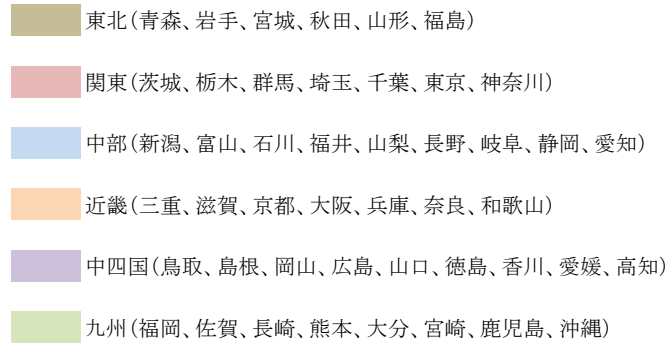 東北（青森、岩手、宮城、秋田、山形、福島）
関東（茨城、栃木、群馬、埼玉、千葉、東京、神奈川）
中部（新潟、富山、石川、福井、山梨、長野、岐阜、静岡、愛知）
近畿（三重、滋賀、京都、大阪、兵庫、奈良、和歌山）
中四国（鳥取、島根、岡山、広島、山口、徳島、香川、愛媛、高知）
九州（福岡、佐賀、長崎、熊本、大分、宮崎、鹿児島、沖縄）